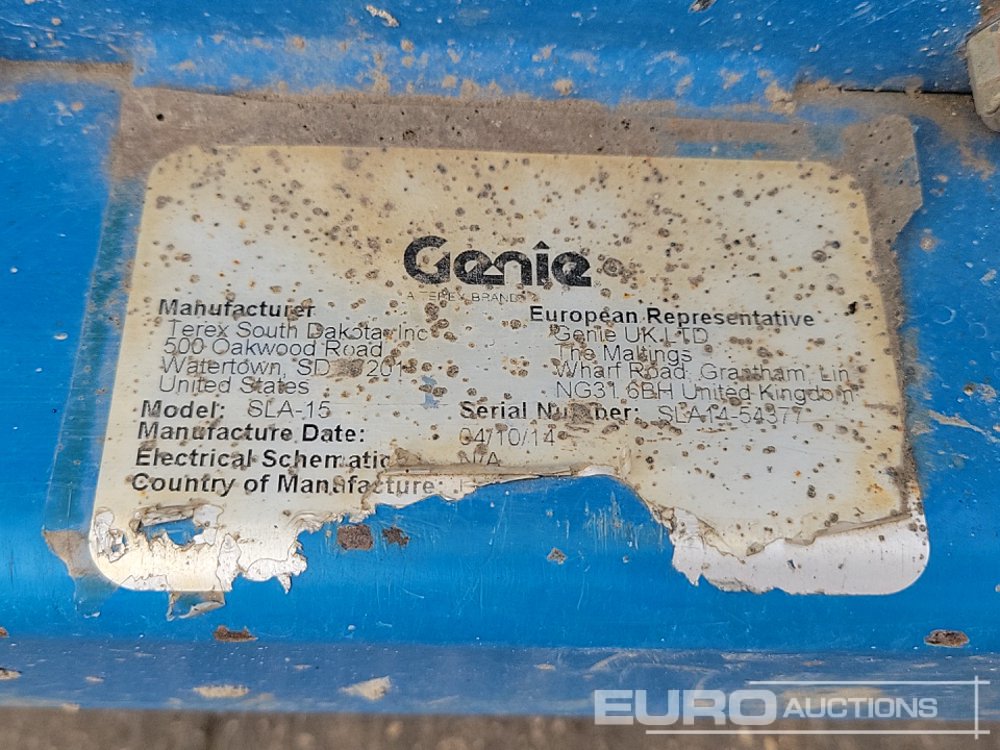 Genie
A TEREX BRAND
Manufacturer
Terex South Dakota, Inc
500 Oakwood Road
Watertown, SD
United States
European Representative
Genie UK LTD
The Maltings
Wharf Road, Grantham, Lin
NG31 6BH United Kingdom
Model: SLA-15
Serial Number: SLA14-54377
Manufacture Date: 04/10/14
Electrical Schematic N/A
Country of Manufacture:
EURO AUCTIONS